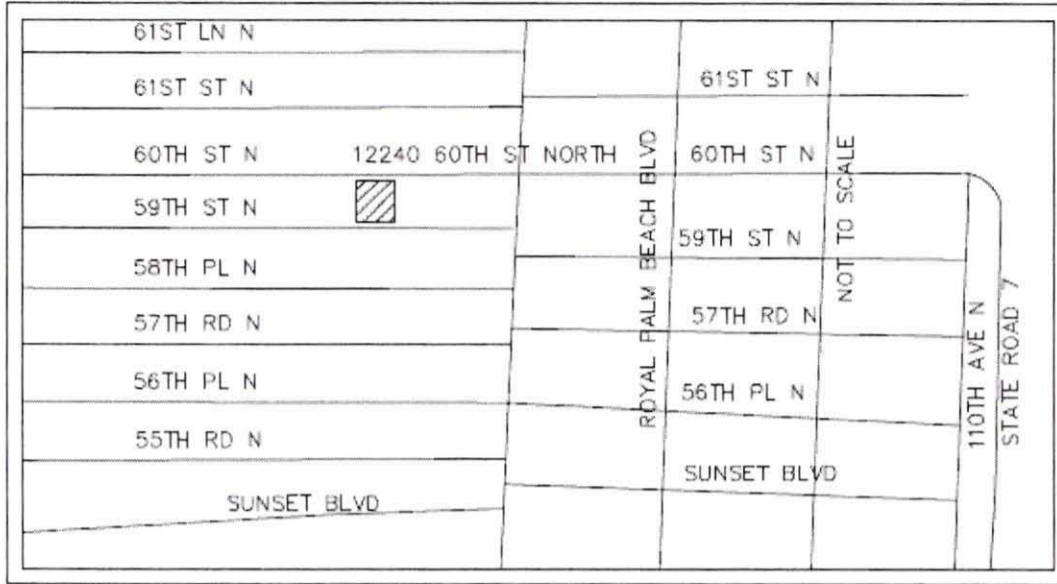 61ST LN N
61ST ST N
61ST ST N
60TH ST N
12240 60TH ST NORTH
60TH ST N
59TH ST N
59TH ST N
58TH PL N
57TH RD N
57TH RD N
56TH PL N
56TH PL N
55TH RD N
SUNSET BLVD
SUNSET BLVD
ROYAL PALM BEACH BLVD
NOT TO SCALE
110TH AVE N
STATE ROAD 7